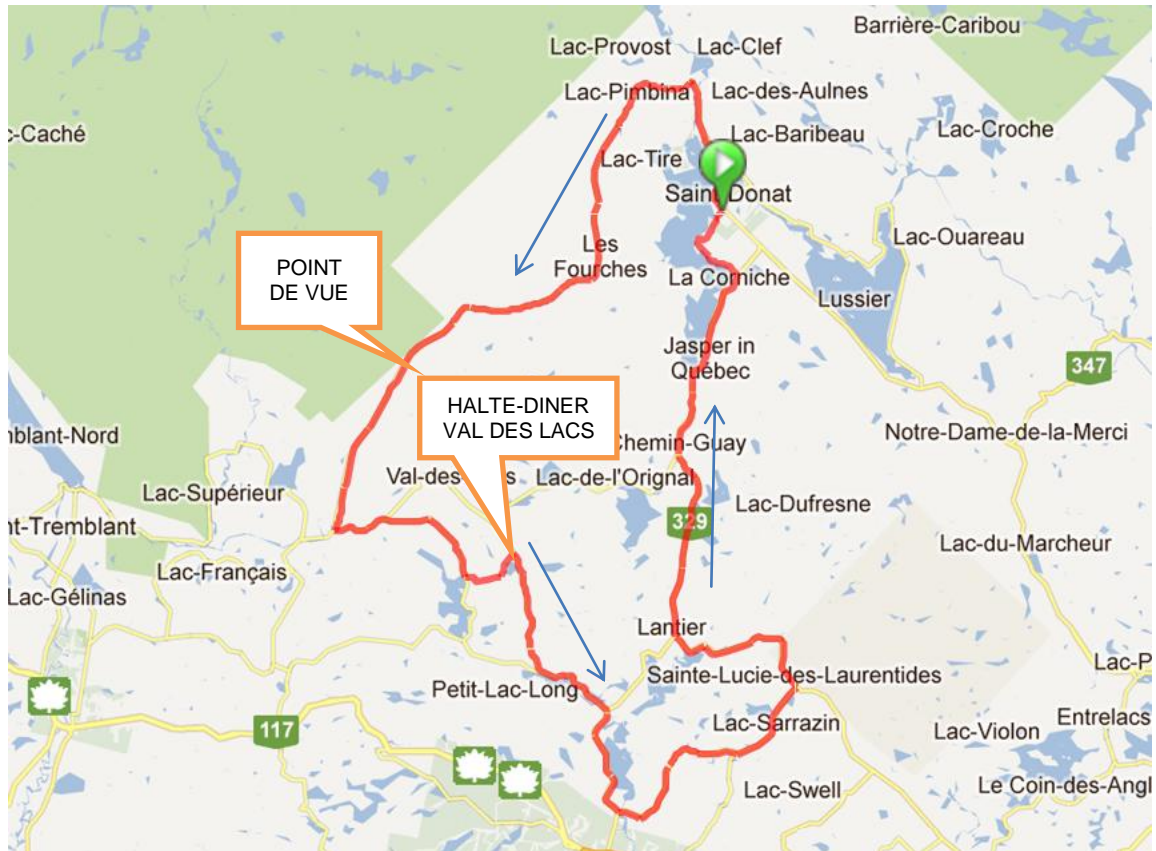 Barrière-Caribou
Lac-Provost
Lac-Clef
Lac-Pimbina
Lac-des-Aulnes
c-Caché
Lac-Croche
Lac-Baribeau
Lac-Tire
Saint Donat
Les
Fourches
Lac-Ouareau
POINT
DE VUE
La Corniche
Lussier
Jasper in
Québec
347
HALTE-DINER
VAL DES LACS
nblant-Nord
Chemin-Guay
Notre-Dame-de-la-Merci
Val-des s
Lac-de-l'Orignal
Lac-Supérieur
Lac-Dufresne
nt-Tremblant
329
Lac-du-Marcheur
Lac-Français
Lac-Gélinas
Lantier
Lac-P
Sainte-Lucie-des-Laurentides
Petit-Lac-Long
117
Lac-Sarrazin
Lac-Violon
Entrelacs
Lac-Swell
Le Coin-des-Angl